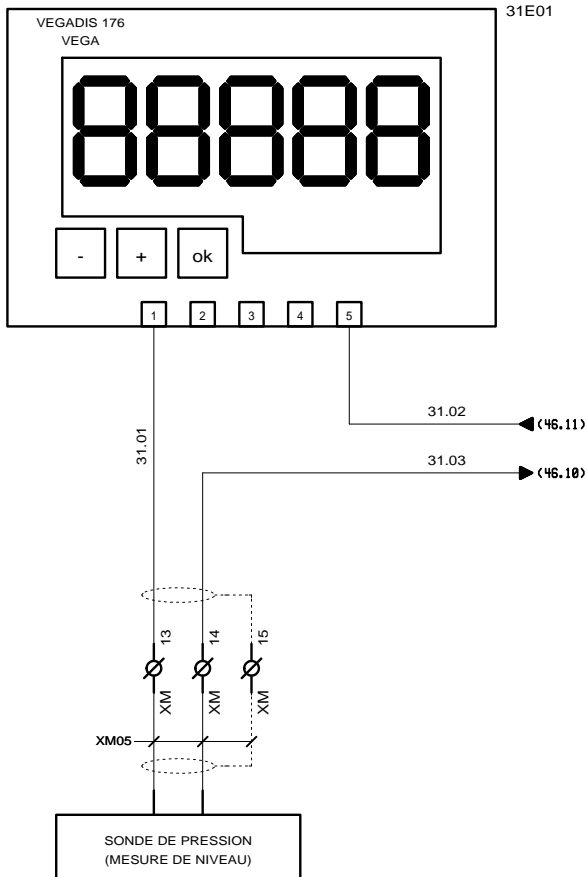 31E01
VEGADIS 176
VEGA
88888
- + ok
1 2 3 4 5
31.02
(46.11)
31.01
31.03
(46.10)
13 14 15
XM XM XM
XM05
SONDE DE PRESSION
(MESURE DE NIVEAU)